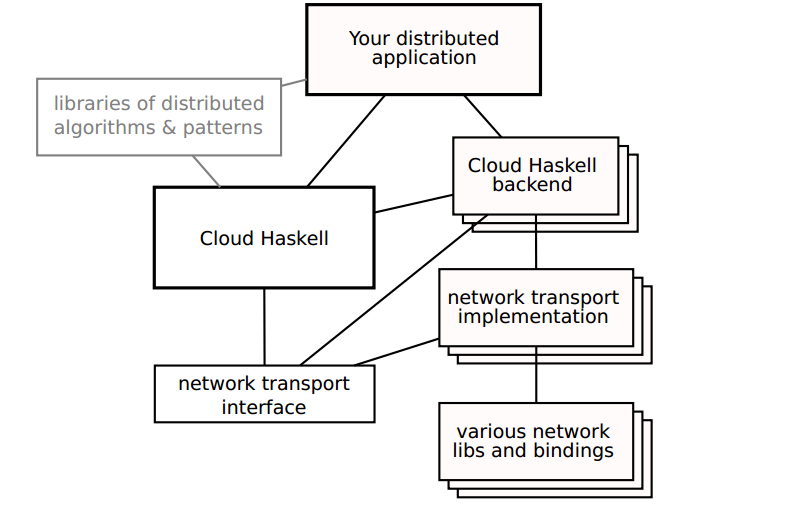 Your distributed
application
libraries of distributed
algorithms & patterns
Cloud Haskell
backend
Cloud Haskell
network transport
implementation
network transport
interface
various network
libs and bindings